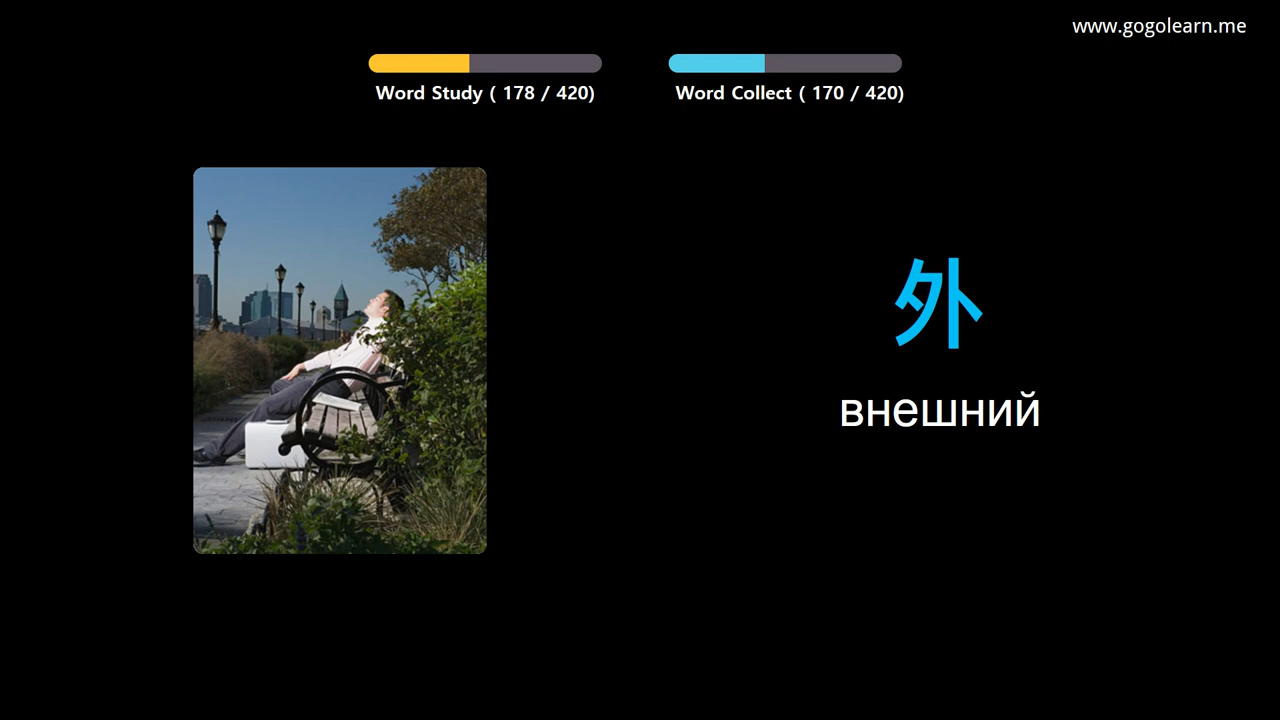 www.gogolearn.me
Word Study ( 178 / 420)
Word Collect ( 170 / 420)
外
внешний